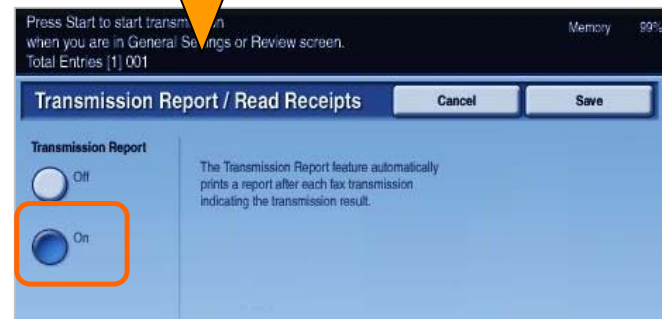 Press Start to start transmission
when you are in General Settings or Review screen.
Total Entries [1] 001
Memory 99%
Transmission Report / Read Receipts
Cancel
Save
Transmission Report
Off
On
The Transmission Report feature automatically
prints a report after each fax transmission
indicating the transmission result.